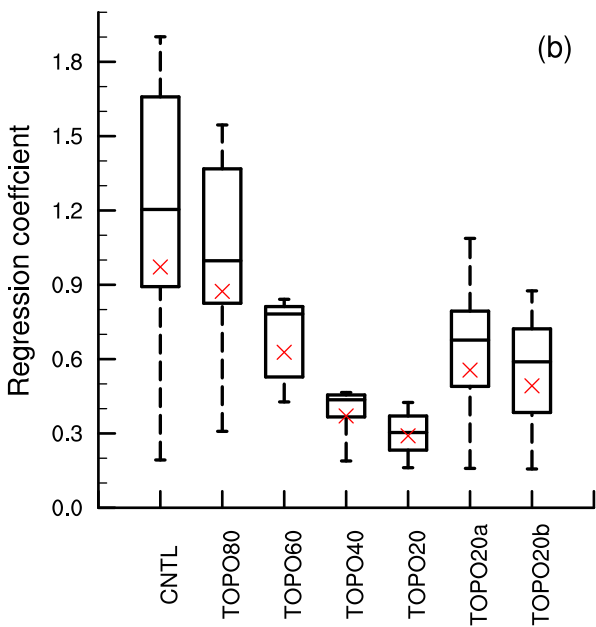 (b)
Regression coeffcient
1.8
1.5
1.2
0.9
0.6
0.3
0.0
CNTL
TOPO80
TOPO60
TOPO40
TOPO20
TOPO20a
TOPO20b